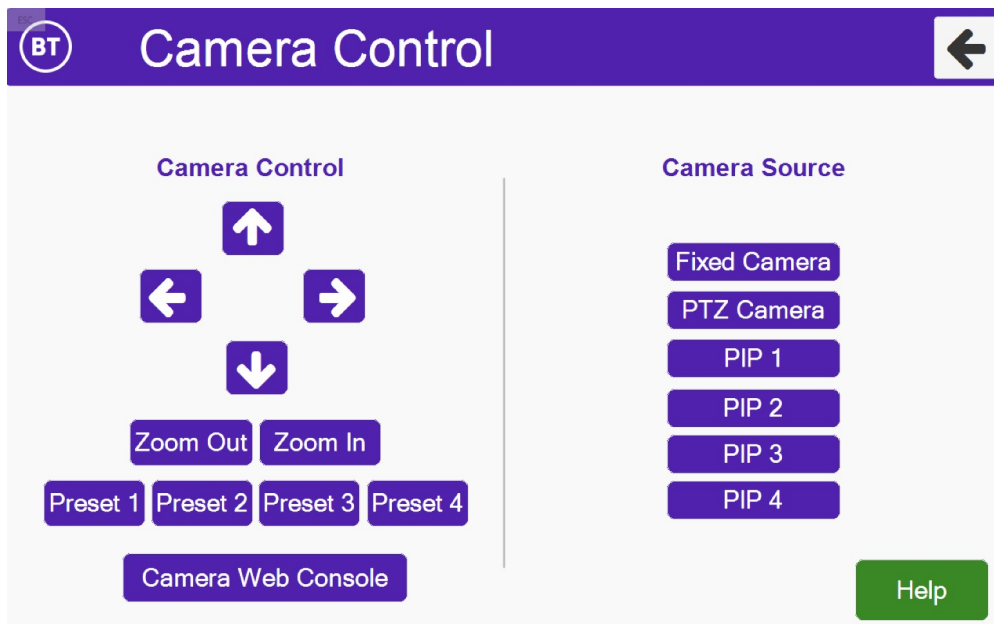 ESC
BT
Camera Control
Camera Control
Zoom Out Zoom In
Preset 1 Preset 2 Preset 3 Preset 4
Camera Web Console
Camera Source
Fixed Camera
PTZ Camera
PIP 1
PIP 2
PIP 3
PIP 4
Help